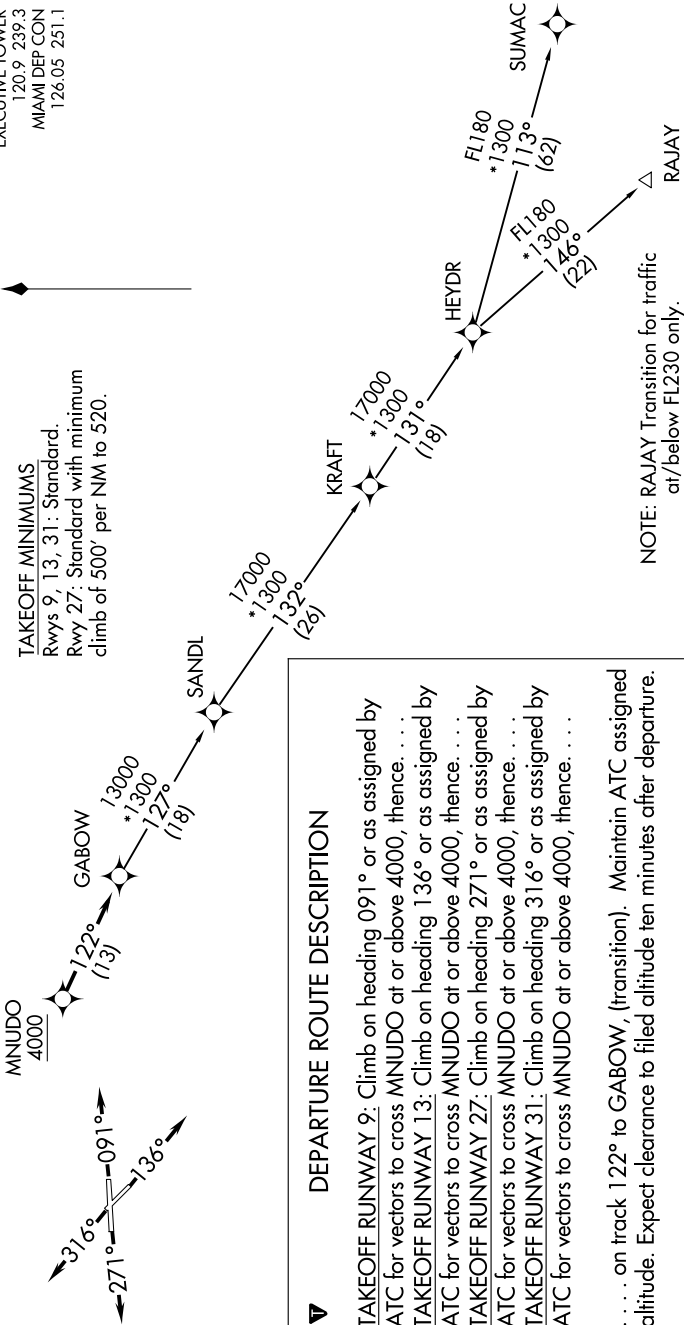 EXECUTIVE TOWER
120.9 239.3
MIAMI DEP CON
126.05 251.1
TAKEOFF MINIMUMS
Rwys 9, 13, 31: Standard.
Rwy 27: Standard with minimum
climb of 500' per NM to 520.
MNUDO
4000
122°
(13)
GABOW
13000
*1300
127°
(18)
SANDL
17000
*1300
132°
(26)
KRAFT
17000
*1300
131°
(18)
HEYDR
FL180
*1300
113°
(62)
SUMAC
FL180
*1300
146°
(22)
RAJAY
NOTE: RAJAY Transition for traffic
at/below FL230 only.
316°
091°
271°
136°
T
DEPARTURE ROUTE DESCRIPTION
TAKEOFF RUNWAY 9: Climb on heading 091° or as assigned by
ATC for vectors to cross MNUDO at or above 4000, thence. . . .
TAKEOFF RUNWAY 13: Climb on heading 136° or as assigned by
ATC for vectors to cross MNUDO at or above 4000, thence. . . .
TAKEOFF RUNWAY 27: Climb on heading 271° or as assigned by
ATC for vectors to cross MNUDO at or above 4000, thence. . . .
TAKEOFF RUNWAY 31: Climb on heading 316° or as assigned by
ATC for vectors to cross MNUDO at or above 4000, thence. . . .
. . . . on track 122° to GABOW, (transition). Maintain ATC assigned
altitude. Expect clearance to filed altitude ten minutes after departure.